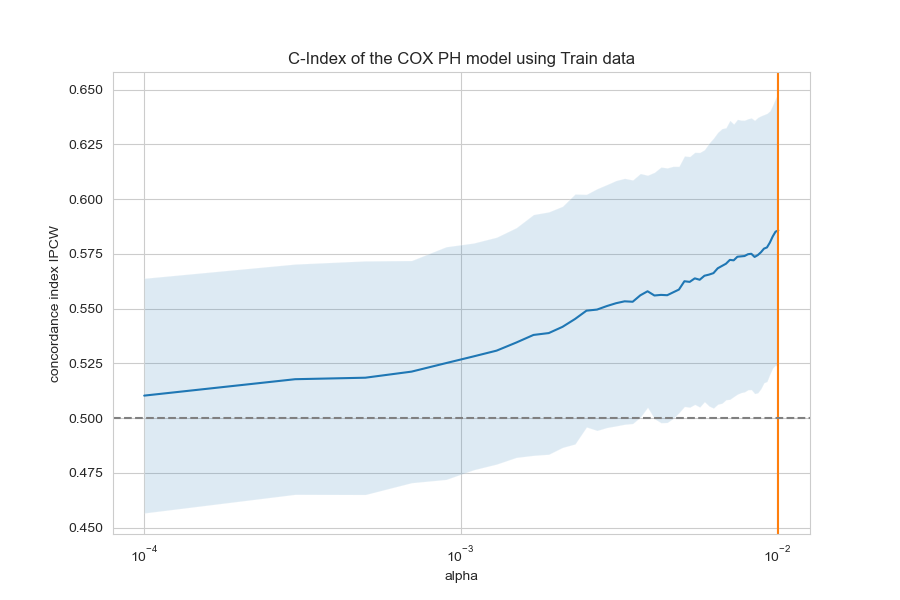 C-Index of the COX PH model using Train data
concordance index IPCW
0.650
0.625
0.600
0.575
0.550
0.525
0.500
0.475
0.450
10⁻⁴ 10⁻³ 10⁻²
alpha